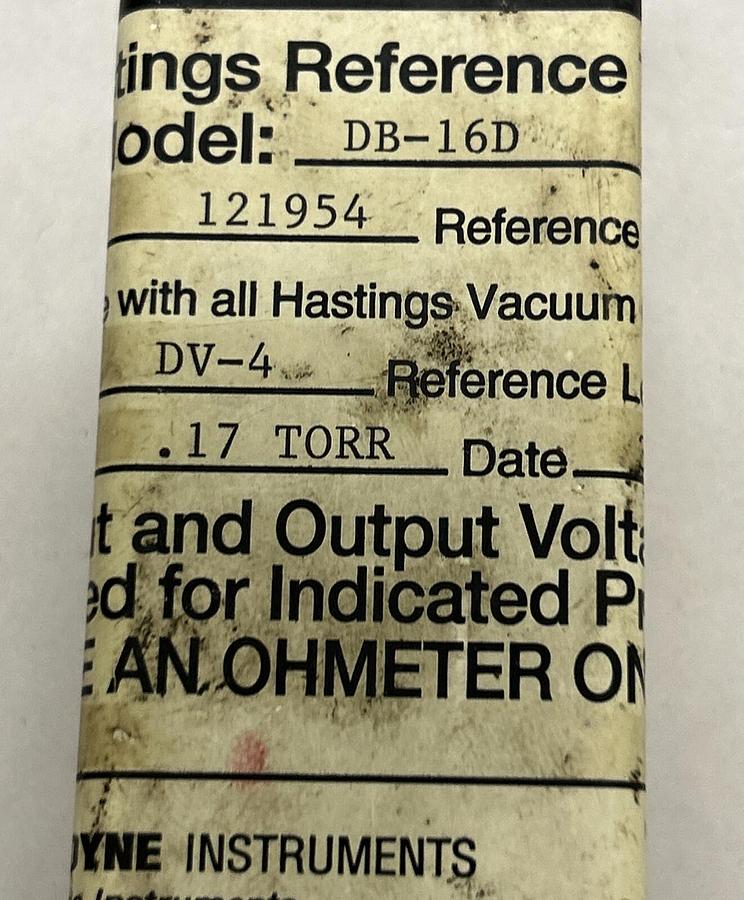 tings Reference
odel: DB-16D
121954 Reference
with all Hastings Vacuum
DV-4 Reference L
.17 TORR Date
t and Output Volt
ed for Indicated P
E AN OHMETER ON
YNE INSTRUMENTS
Instruments